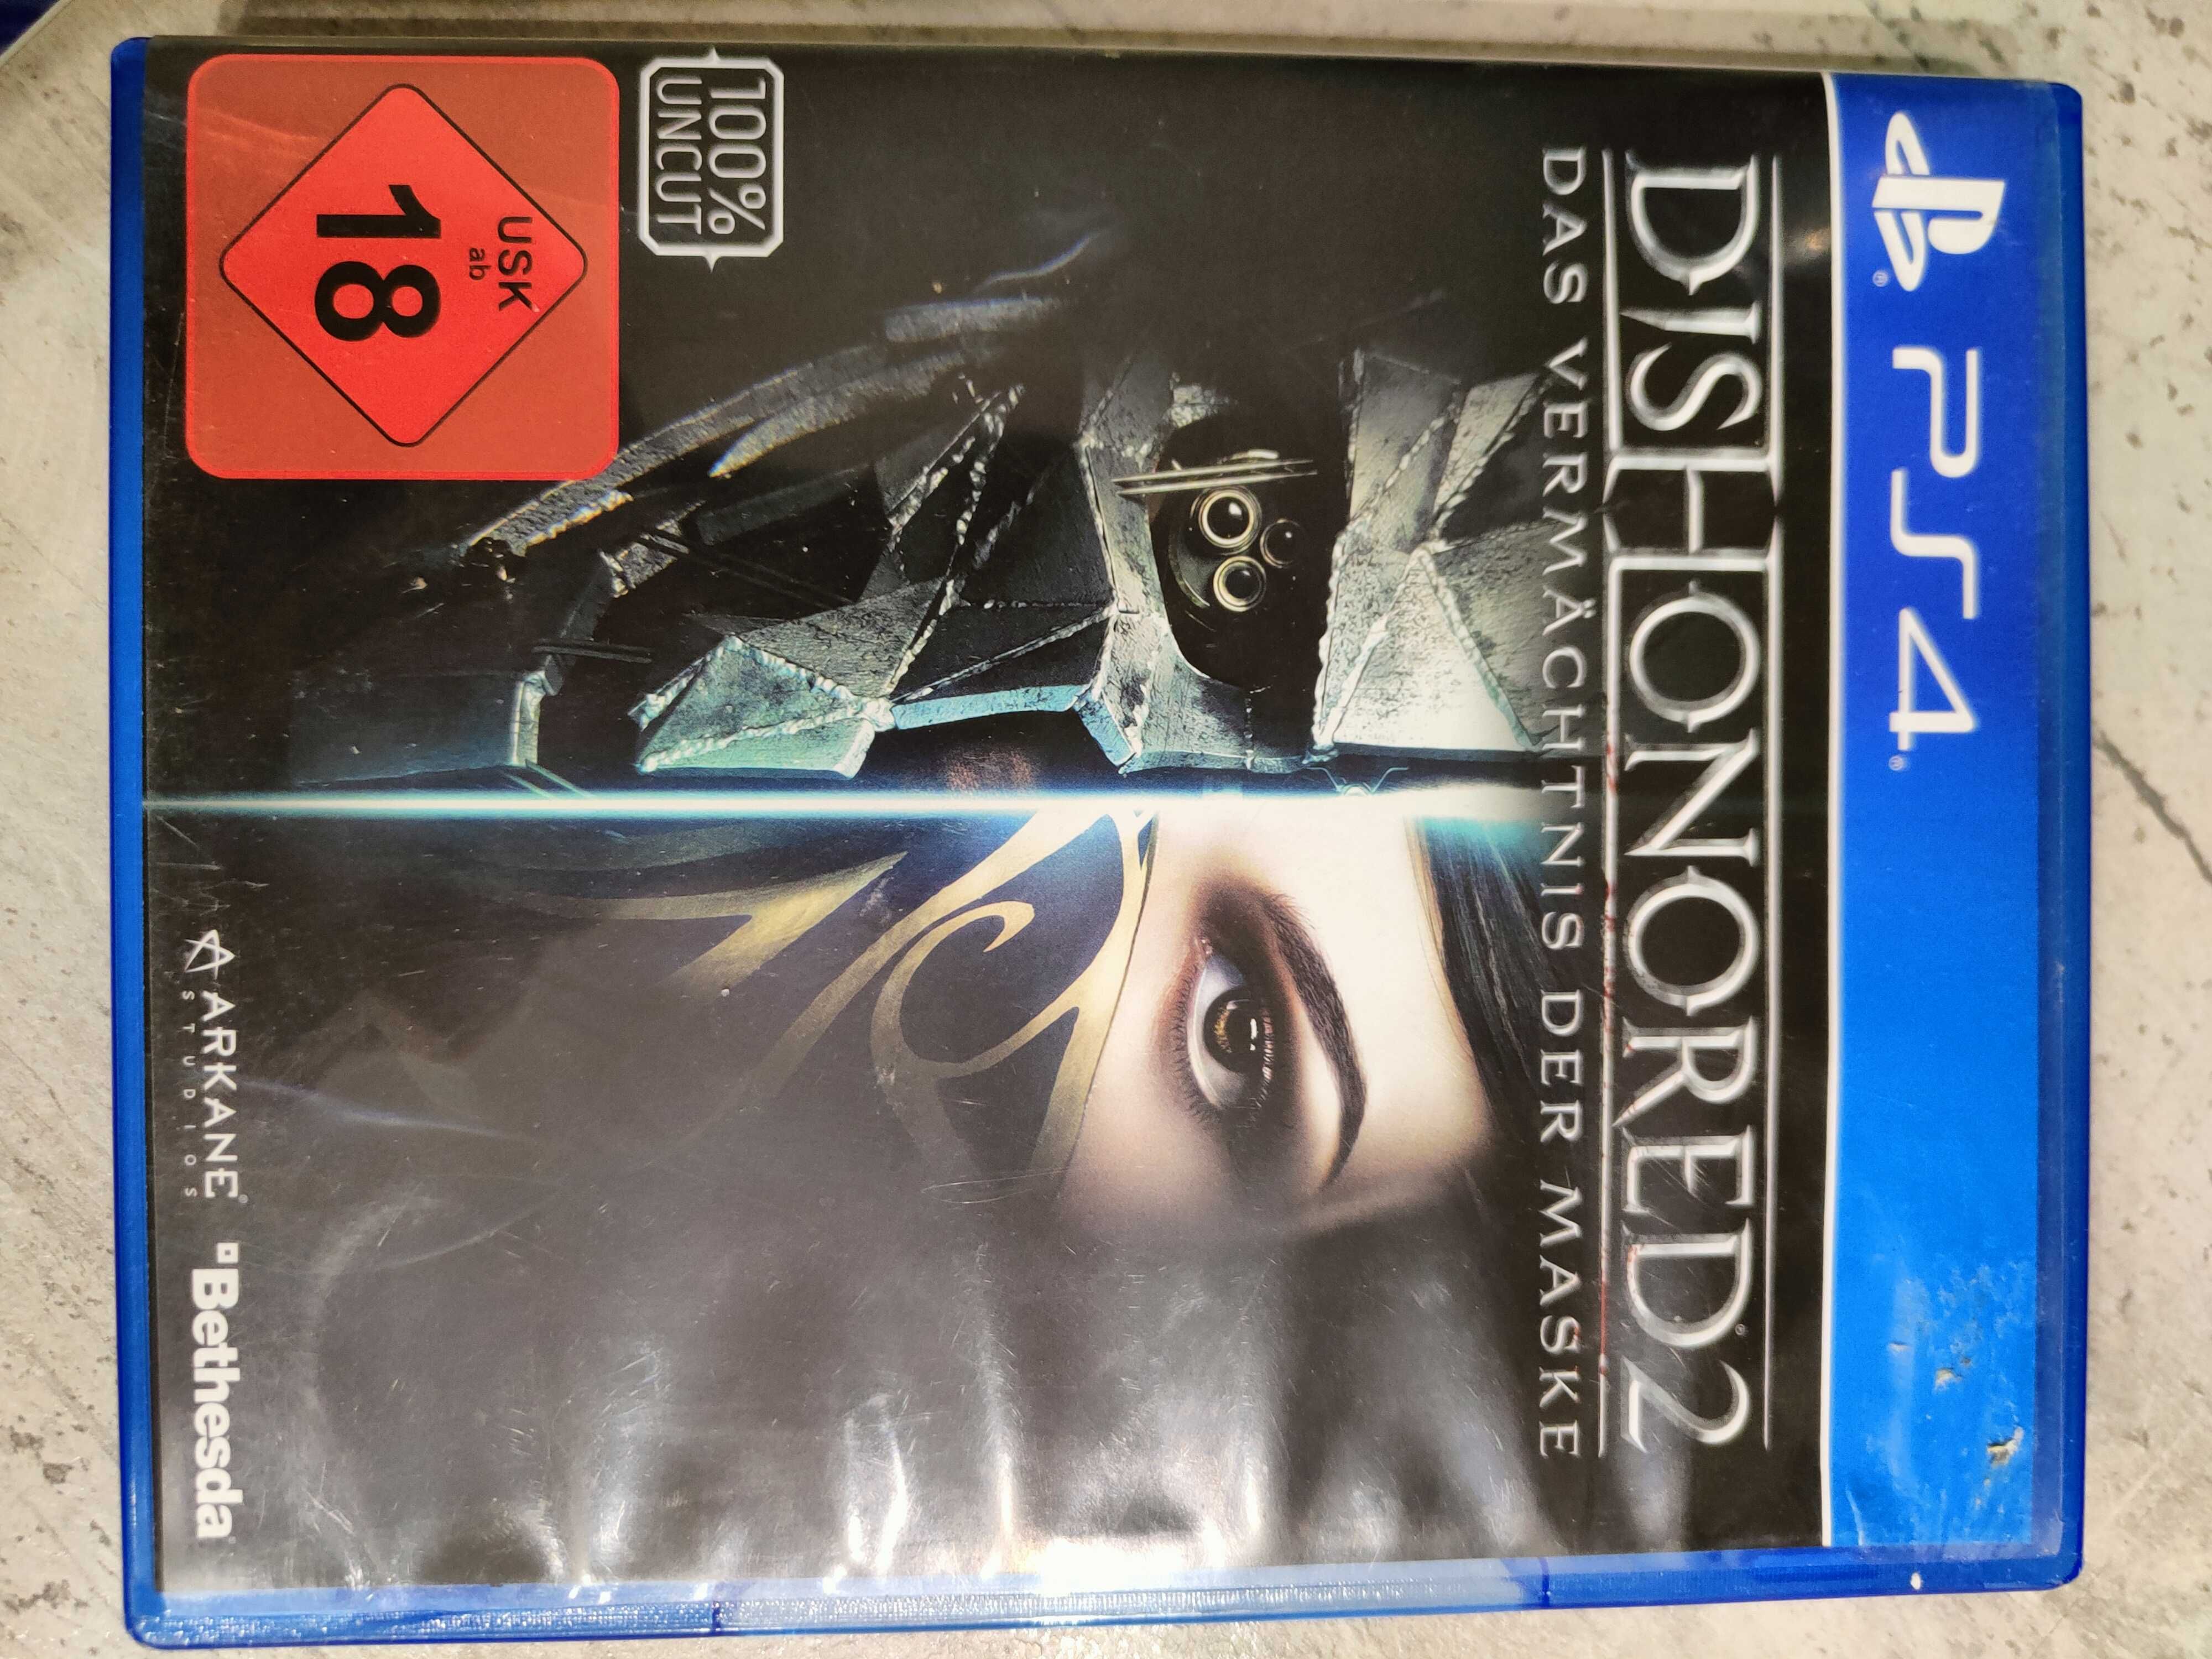 PS4
DISHONORED 2
DAS VERMÄCHTNIS DER MASKE
100%
UNCUT
USK
ab
18
ARKANE
STUDIOS
Bethesda